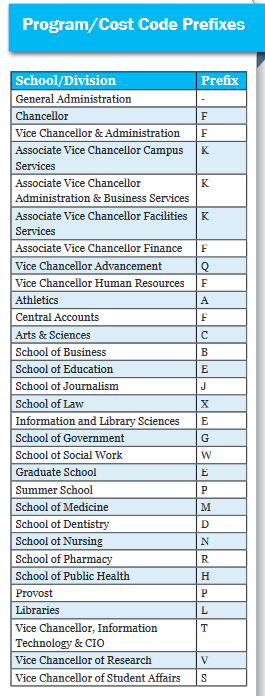 Program/Cost Code Prefixes
School/Division Prefix
General Administration -
Chancellor F
Vice Chancellor & Administration F
Associate Vice Chancellor Campus K
Services
Associate Vice Chancellor K
Administration & Business Services
Associate Vice Chancellor Facilities K
Services
Associate Vice Chancellor Finance F
Vice Chancellor Advancement Q
Vice Chancellor Human Resources F
Athletics A
Central Accounts F
Arts & Sciences C
School of Business B
School of Education E
School of Journalism J
School of Law X
Information and Library Sciences E
School of Government G
School of Social Work W
Graduate School E
Summer School P
School of Medicine M
School of Dentistry D
School of Nursing N
School of Pharmacy R
School of Public Health H
Provost P
Libraries L
Vice Chancellor, Information T
Technology & CIO
Vice Chancellor of Research V
Vice Chancellor of Student Affairs S